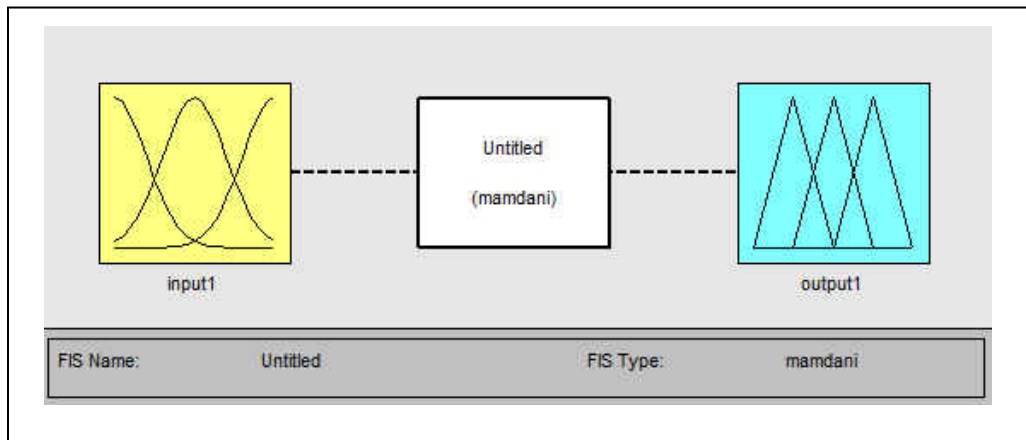 Untitled
(mamdani)
input1
output1
FIS Name: Untitled FIS Type: mamdani